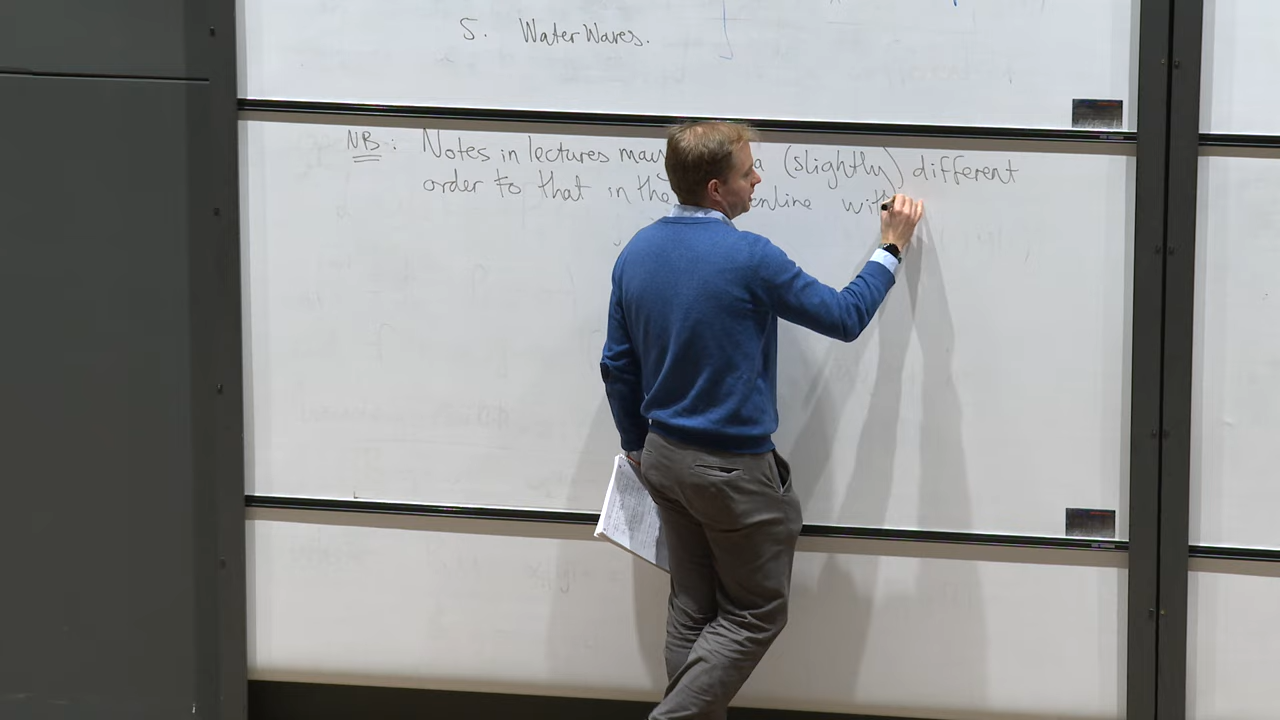 5. Water Waves.
NB: Notes in lectures may a (slightly) different
order to that in the online